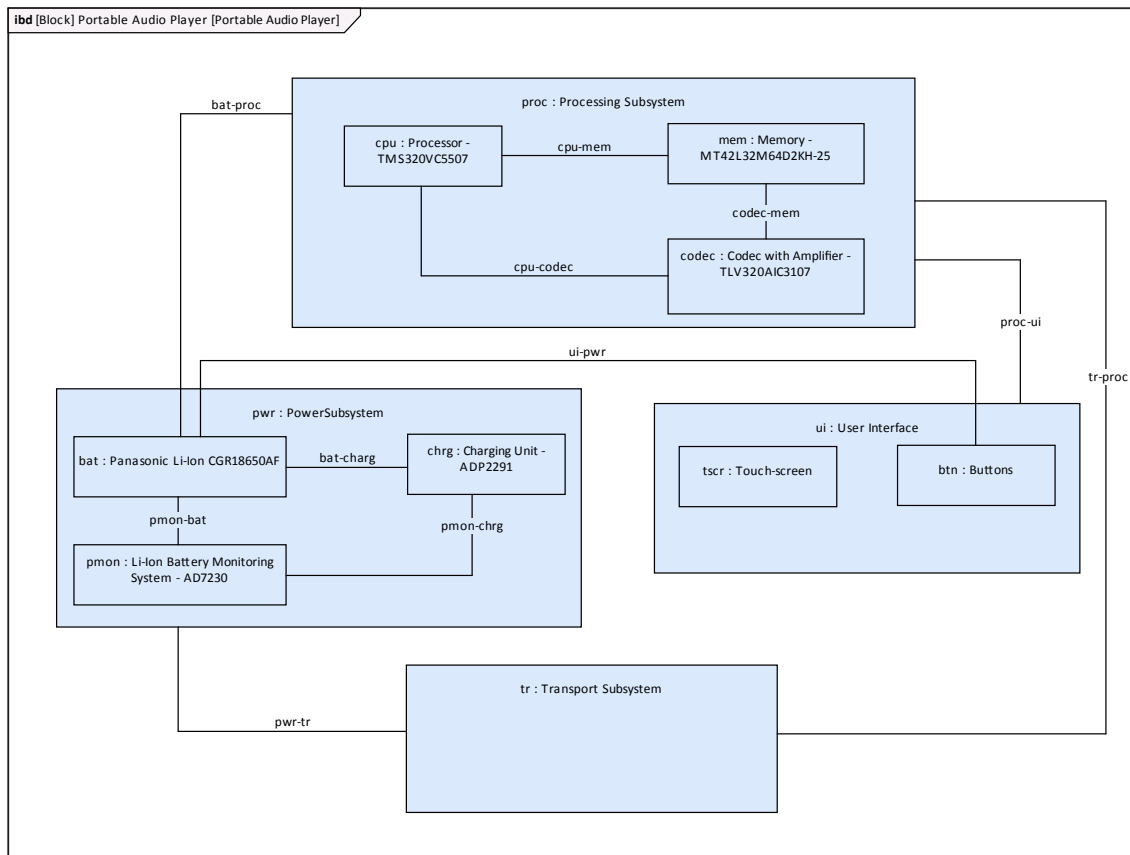 ibd [Block] Portable Audio Player [Portable Audio Player]
bat-proc
proc : Processing Subsystem
cpu : Processor -
TMS320VC5507
cpu-mem
mem : Memory -
MT42L32M64D2KH-25
codec-mem
cpu-codec
codec : Codec with Amplifier -
TLV320AIC3107
proc-ui
ui-pwr
tr-proc
pwr : PowerSubsystem
bat : Panasonic Li-Ion CGR18650AF
bat-charg
chrg : Charging Unit -
ADP2291
pmon-bat
pmon-chrg
pmon : Li-Ion Battery Monitoring
System - AD7230
ui : User Interface
tscr : Touch-screen
btn : Buttons
tr : Transport Subsystem
pwr-tr